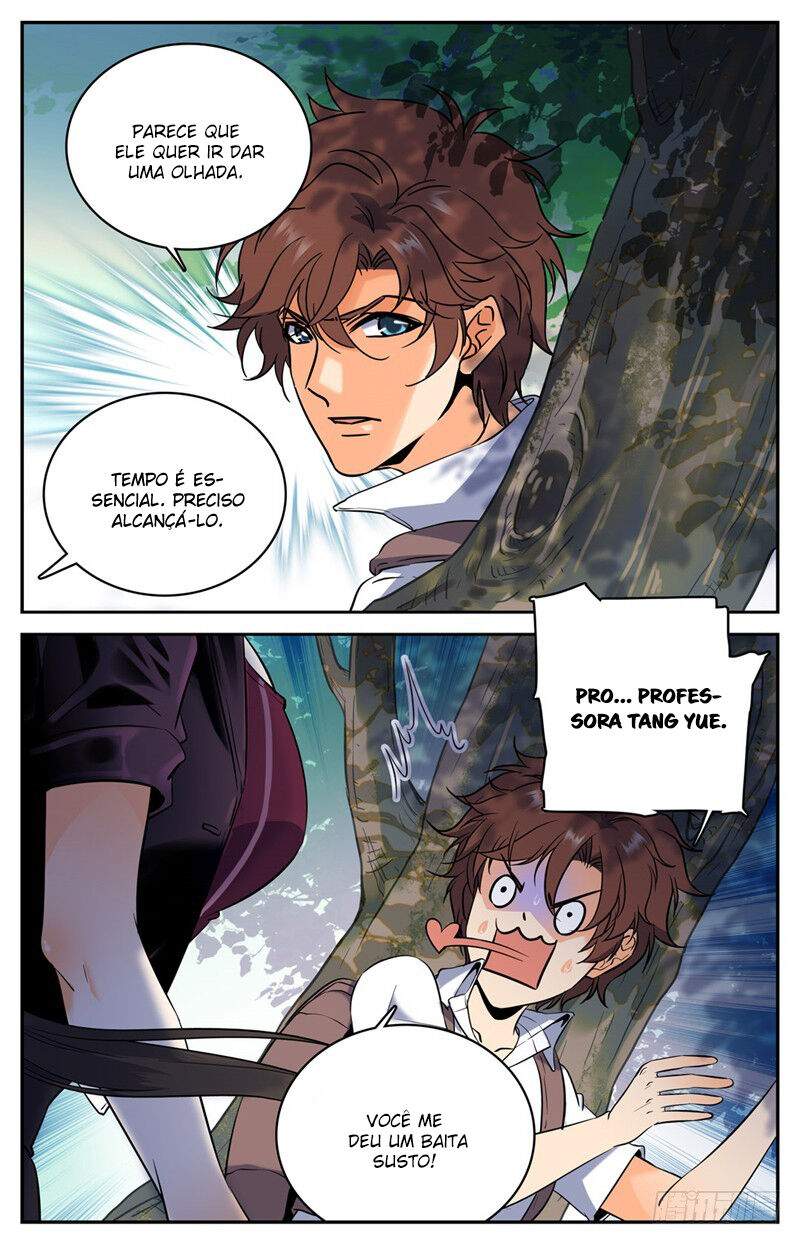 PARECE QUE
ELE QUER IR DAR
UMA OLHADA.
TEMPO É ES-
SENCIAL. PRECISO
ALCANÇÁ-LO.
PRO... PROFES-
SORA TANG YUE.
VOCÊ ME
DEU UM BAITA
SUSTO!